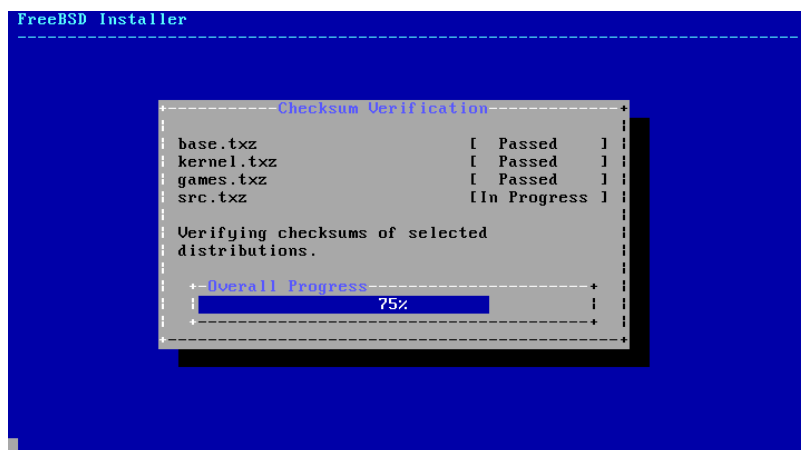 FreeBSD Installer
Checksum Verification
base.txz [ Passed ]
kernel.txz [ Passed ]
games.txz [ Passed ]
src.txz [In Progress ]
Verifying checksums of selected
distributions.
Overall Progress
75%